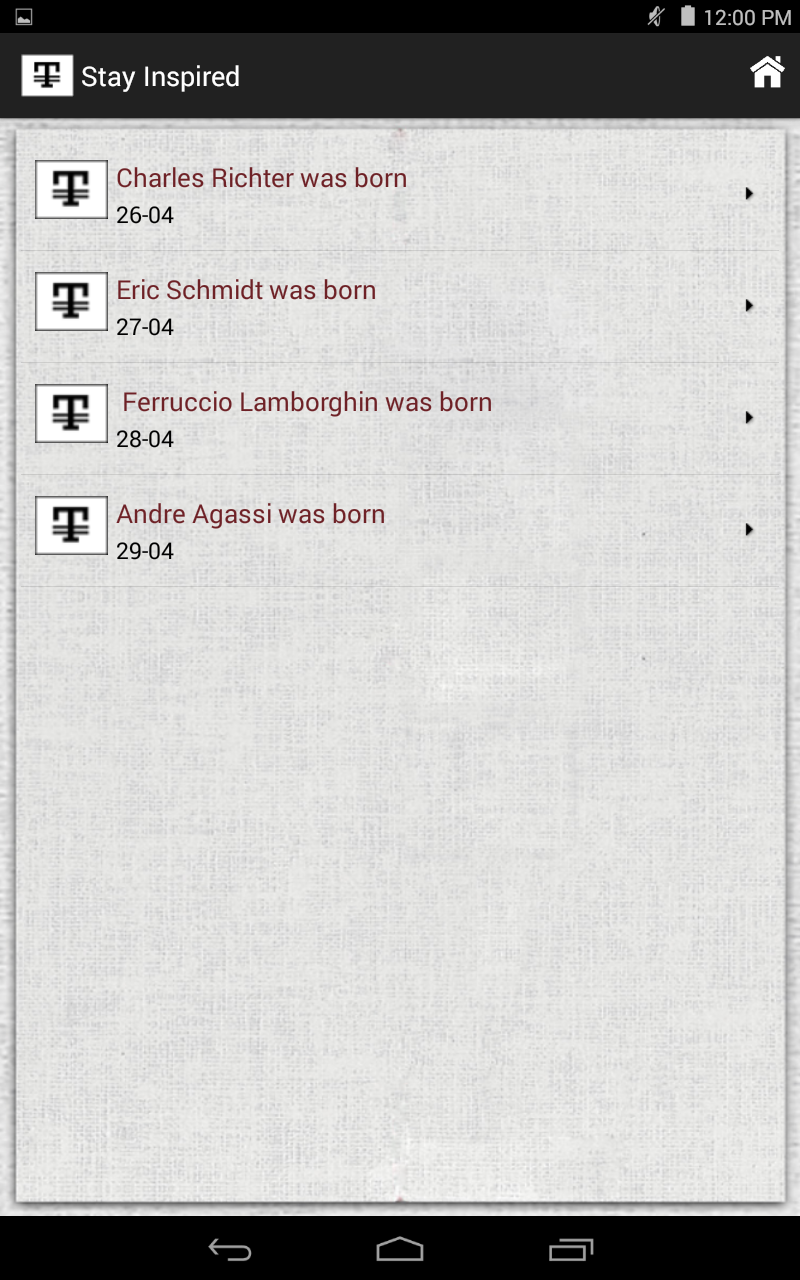 12:00 PM
Stay Inspired
Charles Richter was born
26-04
Eric Schmidt was born
27-04
Ferruccio Lamborghin was born
28-04
Andre Agassi was born
29-04